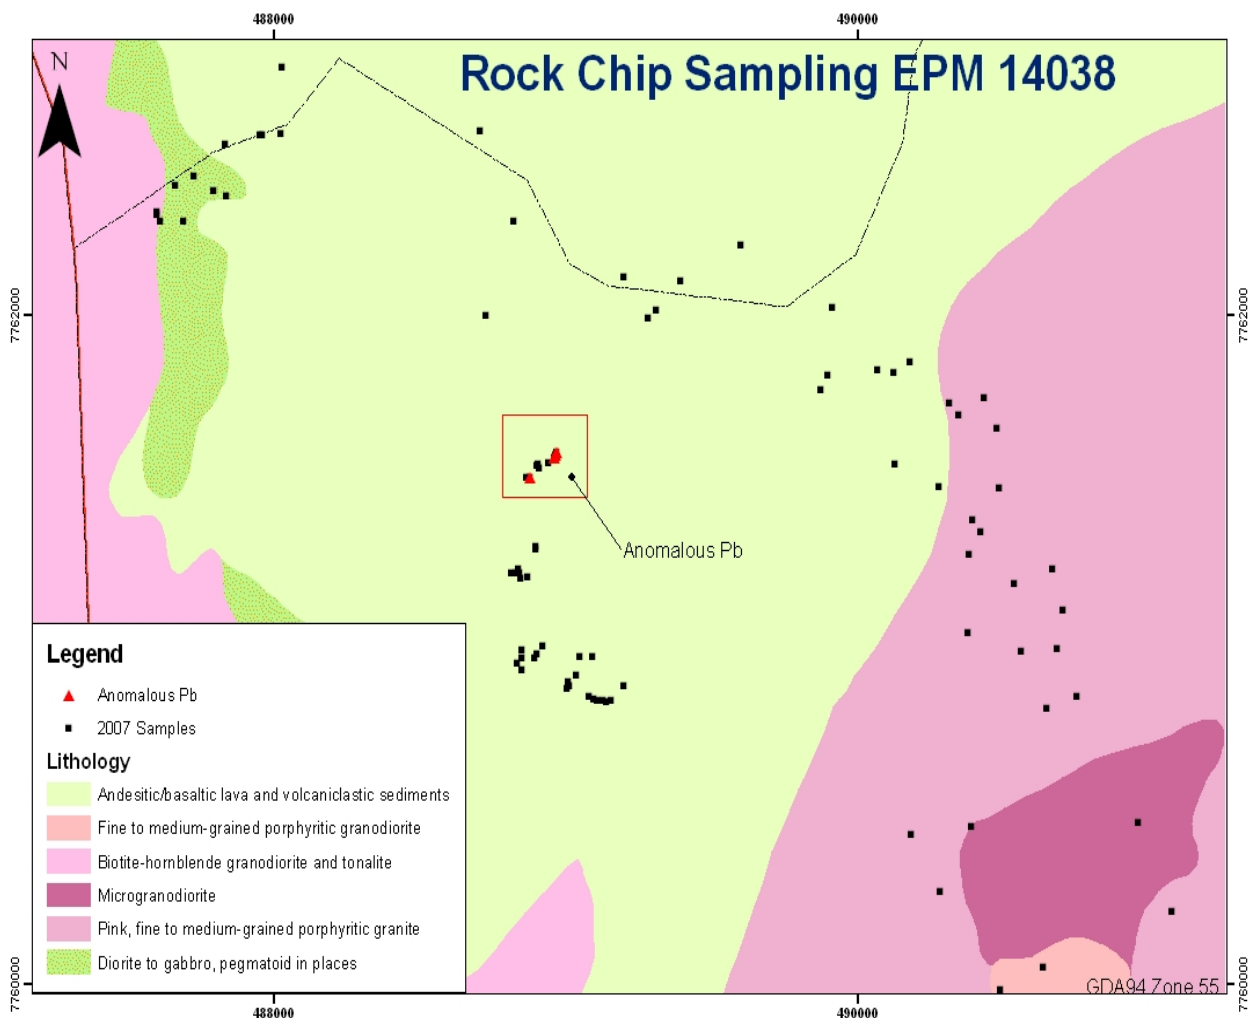 488000
490000
N
Rock Chip Sampling EPM 14038
7762000
7762000
Anomalous Pb
Legend
Anomalous Pb
2007 Samples
Lithology
Andesitic/basaltic lava and volcaniclastic sediments
Fine to medium-grained porphyritic granodiorite
Biotite-hornblende granodiorite and tonalite
Microgranodiorite
Pink, fine to medium-grained porphyritic granite
Diorite to gabbro, pegmatoid in places
7760000
GDA94 Zone 55
7760000
488000
490000